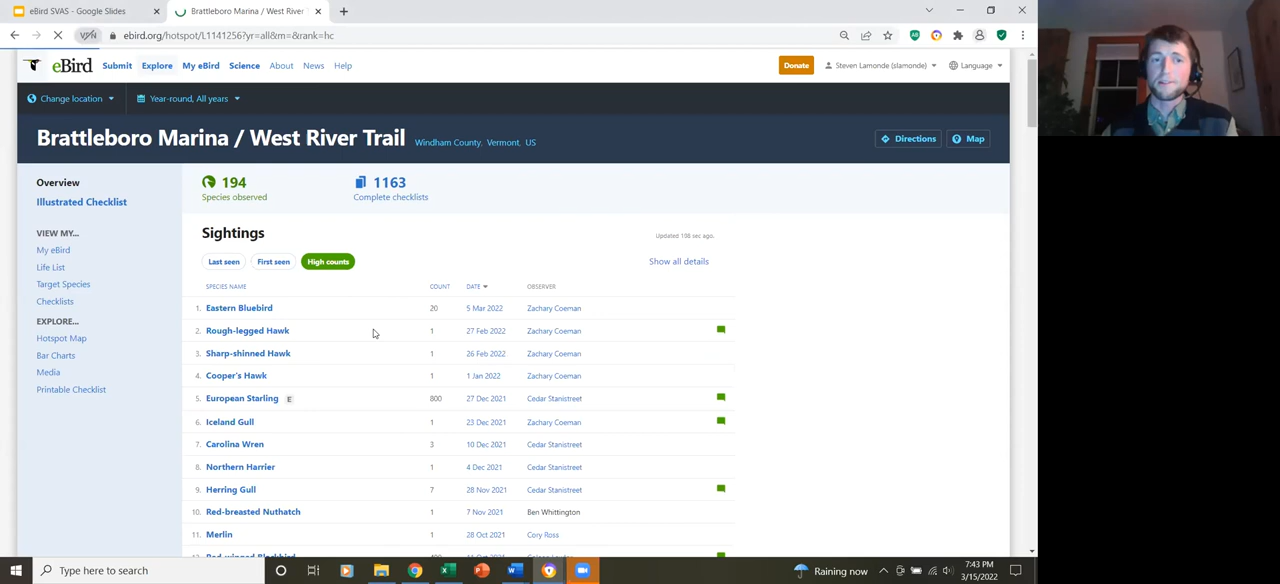 eBird SVAS - Google Slides
Brattleboro Marina / West River
VPN
ebird.org/hotspot/L1141256?yr=all&m=&rank=hc
eBird Submit Explore My eBird Science About News Help Donate Steven Lamonde (slamonde) Language
Change location Year-round, All years
Brattleboro Marina / West River Trail Windham County, Vermont, US Directions Map
Overview
Illustrated Checklist
VIEW MY...
My eBird
Life List
Target Species
Checklists
EXPLORE...
Hotspot Map
Bar Charts
Media
Printable Checklist
194 1163
Species observed Complete checklists
Sightings
Updated 108 sec ago.
Last seen First seen High counts Show all details
SPECIES NAME COUNT DATE OBSERVER
1. Eastern Bluebird 20 5 Mar 2022 Zachary Coeman
2. Rough-legged Hawk 1 27 Feb 2022 Zachary Coeman
3. Sharp-shinned Hawk 1 26 Feb 2022 Zachary Coeman
4. Cooper's Hawk 1 1 Jan 2022 Zachary Coeman
5. European Starling E 800 27 Dec 2021 Cedar Stanistreet
6. Iceland Gull 1 23 Dec 2021 Zachary Coeman
7. Carolina Wren 3 10 Dec 2021 Cedar Stanistreet
8. Northern Harrier 1 4 Dec 2021 Cedar Stanistreet
9. Herring Gull 7 28 Nov 2021 Cedar Stanistreet
10. Red-breasted Nuthatch 1 7 Nov 2021 Ben Whittington
11. Merlin 1 28 Oct 2021 Cory Ross
Red-winged Blackbird
Type here to search
Raining now
7:43 PM
3/15/2022